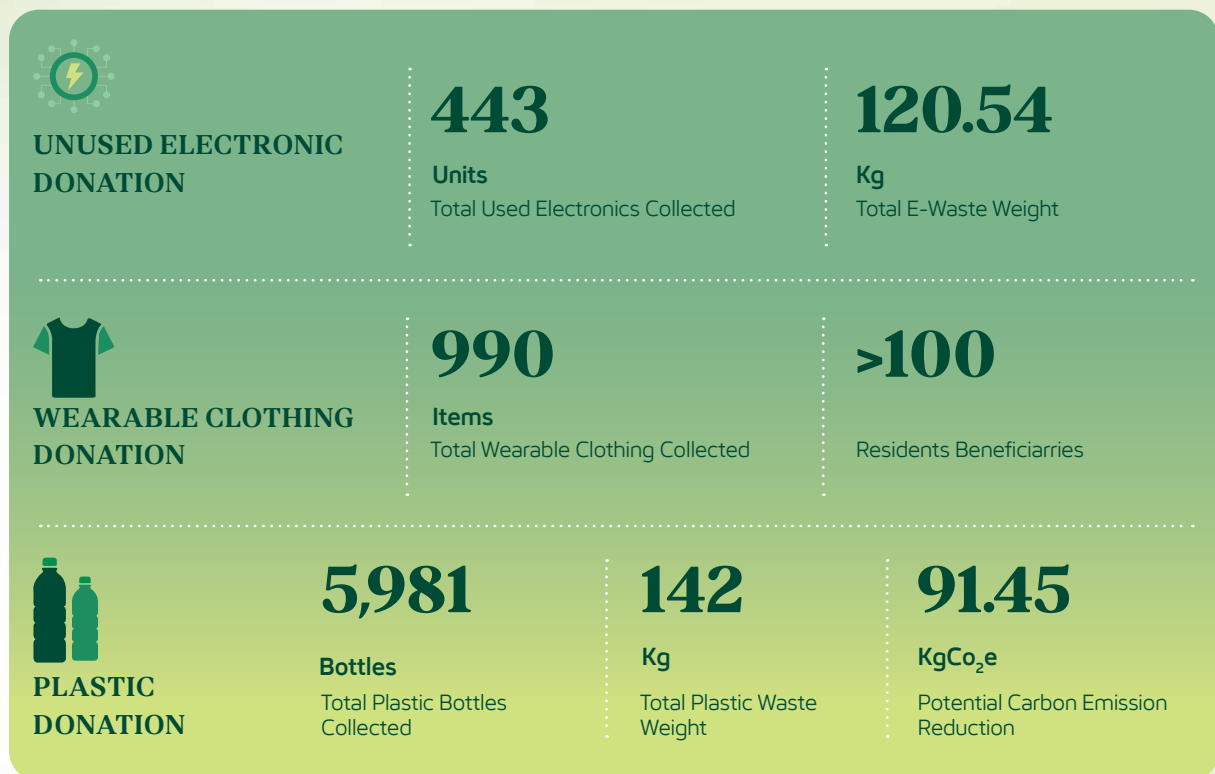 UNUSED ELECTRONIC
DONATION
443
Units
Total Used Electronics Collected
120.54
Kg
Total E-Waste Weight
WEARABLE CLOTHING
DONATION
990
Items
Total Wearable Clothing Collected
>100
Residents Beneficiarries
PLASTIC
DONATION
5,981
Bottles
Total Plastic Bottles
Collected
142
Kg
Total Plastic Waste
Weight
91.45
KgCo₂e
Potential Carbon Emission
Reduction